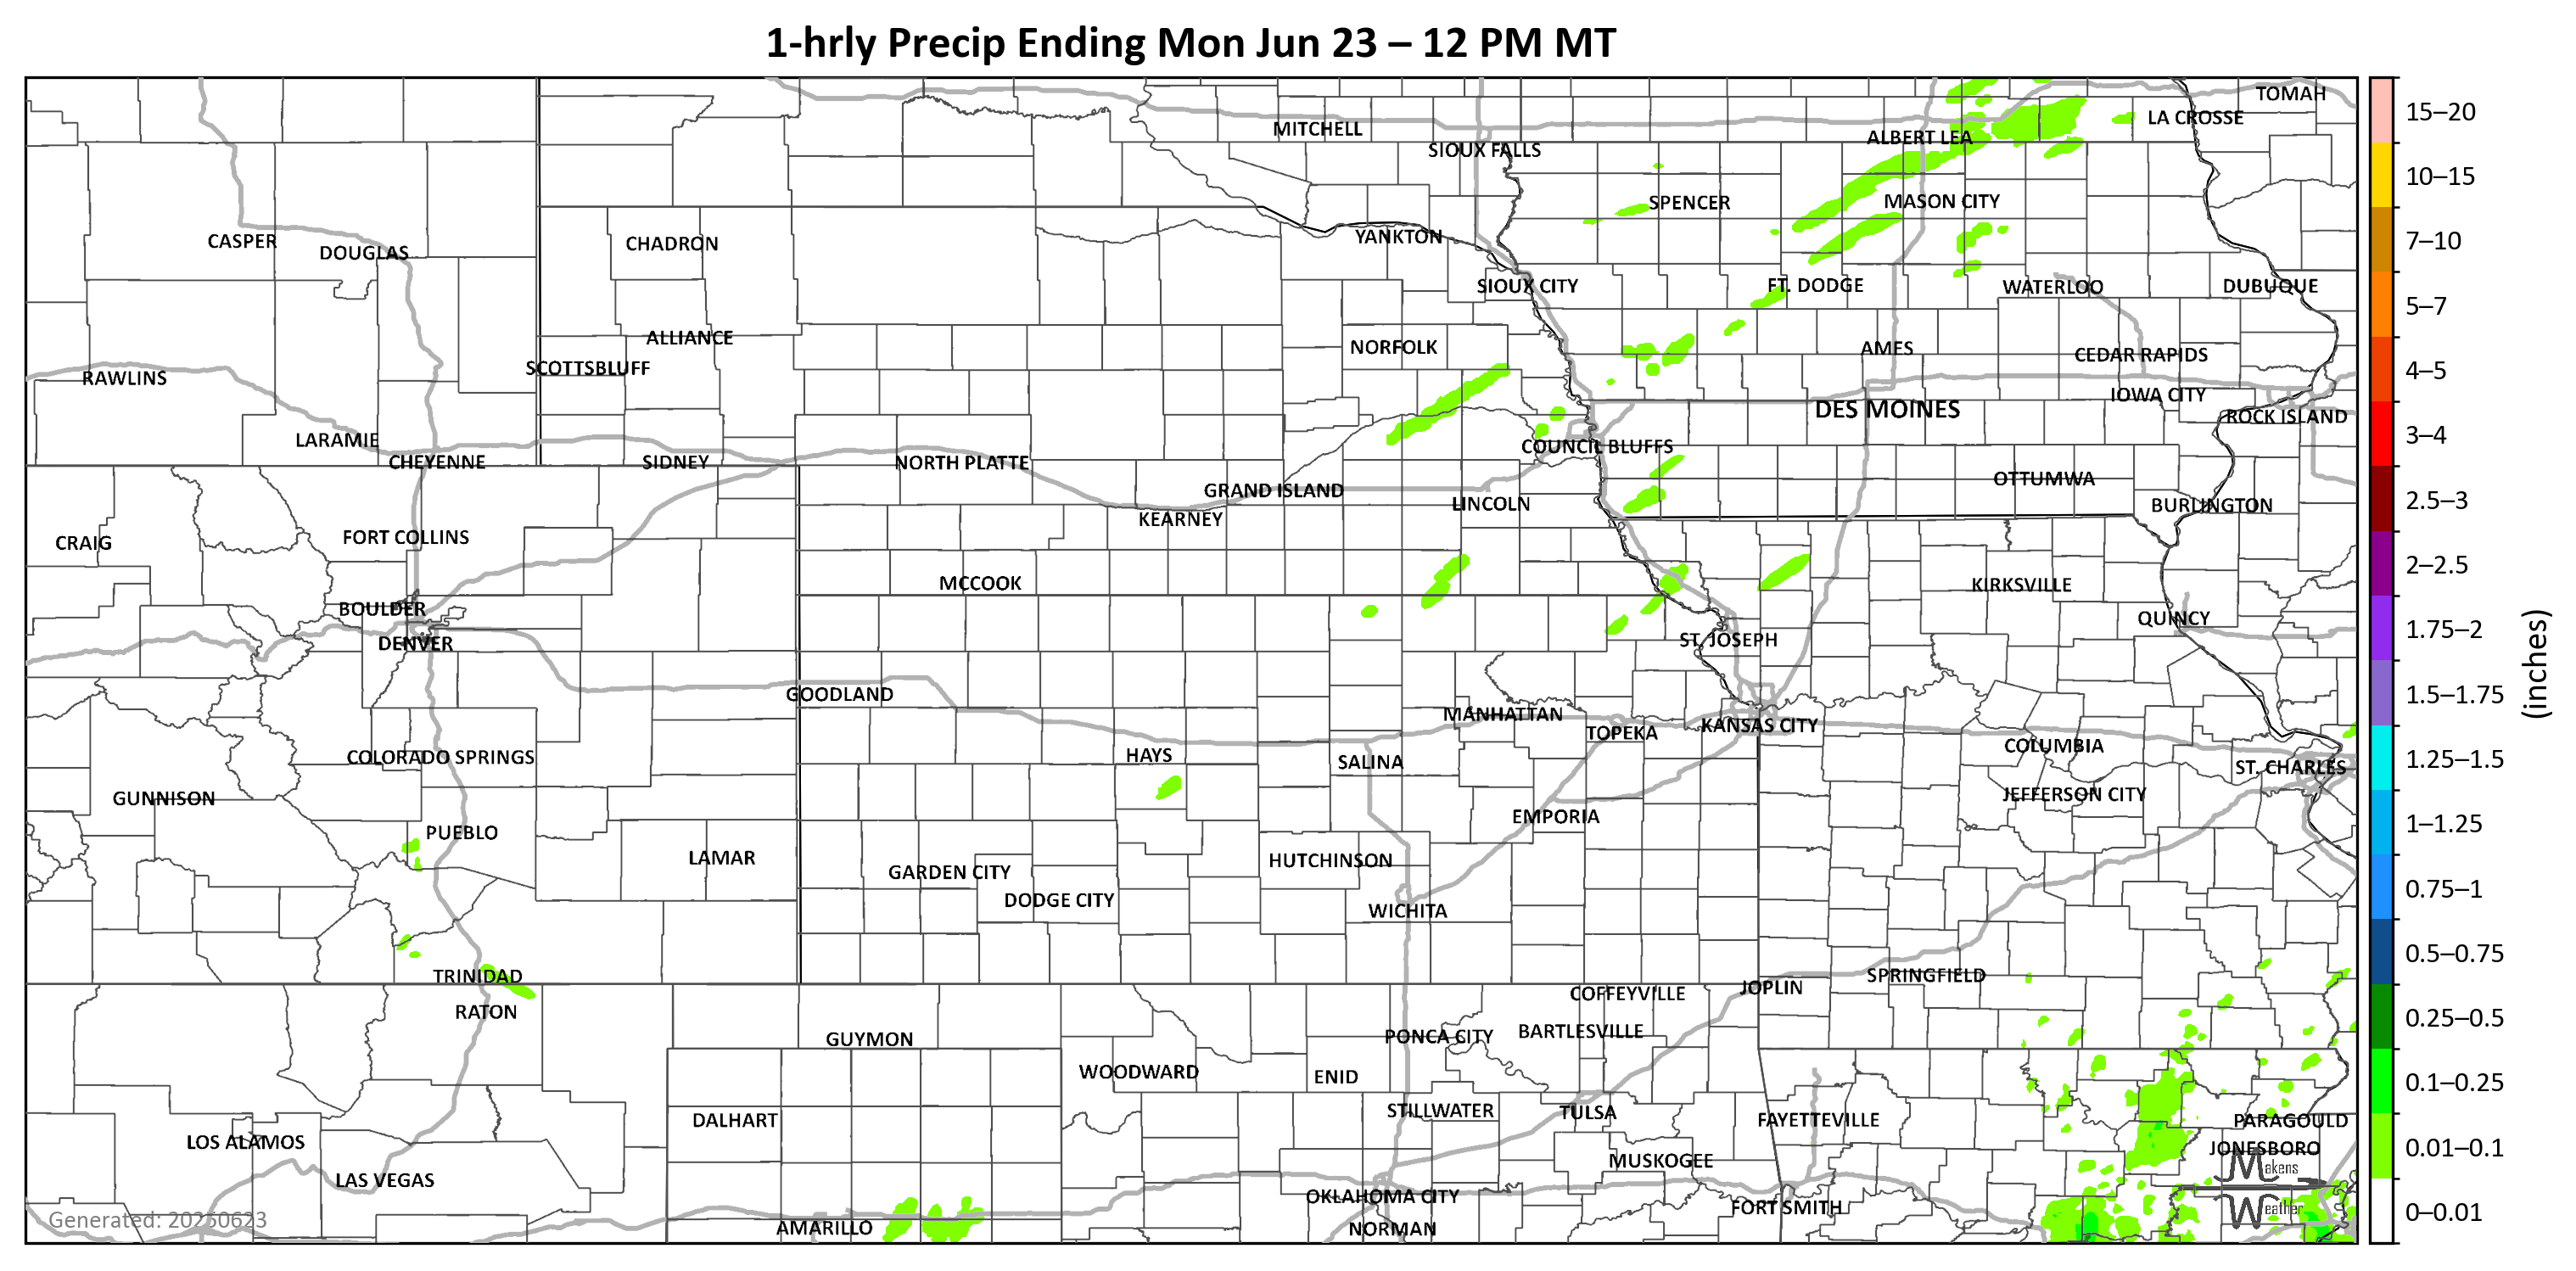 1-hrly Precip Ending Mon Jun 23 – 12 PM MT
TOMAH
LA CROSSE
MITCHELL
ALBERT LEA
SIOUX FALLS
SPENCER
MASON CITY
YANKTON
CASPER
CHADRON
DOUGLAS
SIOUX CITY
FT. DODGE
WATERLOO
DUBUQUE
ALLIANCE
NORFOLK
AMES
CEDAR RAPIDS
SCOTTSBLUFF
RAWLINS
IOWA CITY
DES MOINES
ROCK ISLAND
LARAMIE
COUNCIL BLUFFS
CHEYENNE
SIDNEY
NORTH PLATTE
OTTUMWA
GRAND ISLAND
LINCOLN
BURLINGTON
KEARNEY
FORT COLLINS
CRAIG
MCCOOK
KIRKSVILLE
BOULDER
QUINCY
DENVER
ST. JOSEPH
GOODLAND
MANHATTAN
KANSAS CITY
TOPEKA
COLUMBIA
COLORADO SPRINGS
HAYS
SALINA
ST. CHARLES
GUNNISON
JEFFERSON CITY
EMPORIA
PUEBLO
LAMAR
HUTCHINSON
GARDEN CITY
DODGE CITY
WICHITA
TRINIDAD
SPRINGFIELD
JOPLIN
COFFEYVILLE
RATON
GUYMON
PONCA CITY
BARTLESVILLE
WOODWARD
ENID
STILLWATER
TULSA
DALHART
FAYETTEVILLE
PARAGOULD
LOS ALAMOS
JONESBORO
MUSKOGEE
LAS VEGAS
OKLAHOMA CITY
FORT SMITH
AMARILLO
NORMAN
Makens
Weather
Generated: 20250623
15–20
10–15
7–10
5–7
4–5
3–4
2.5–3
2–2.5
1.75–2
1.5–1.75
1.25–1.5
1–1.25
0.75–1
0.5–0.75
0.25–0.5
0.1–0.25
0.01–0.1
0–0.01
(inches)